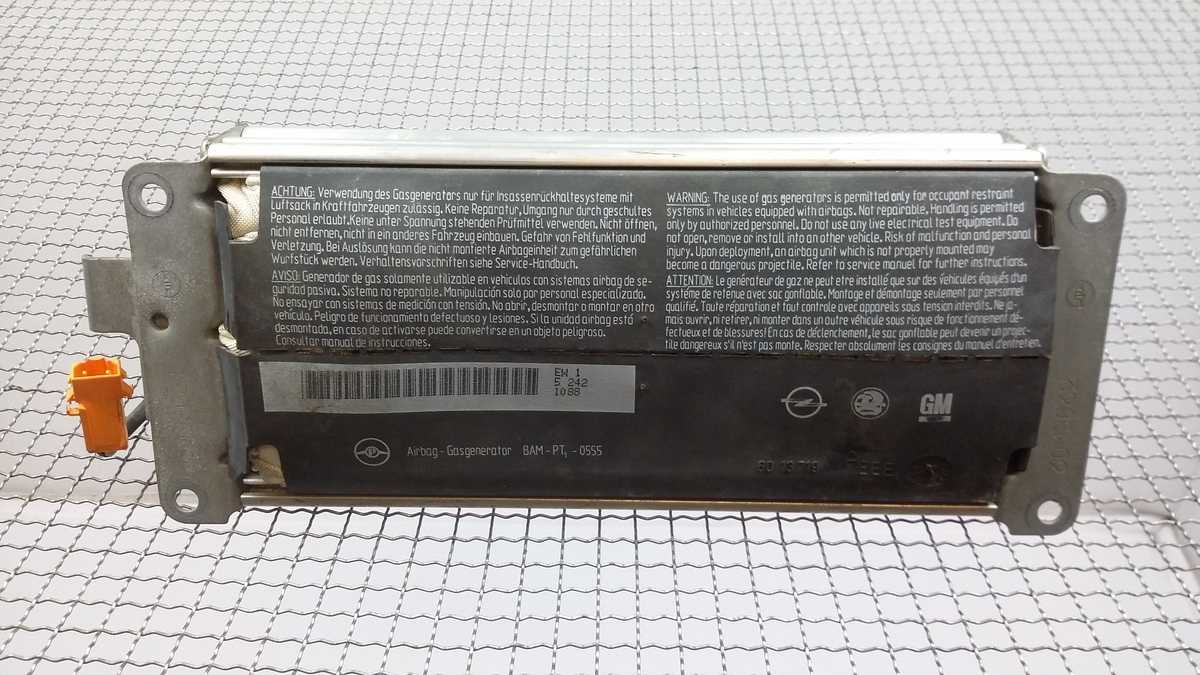 ACHTUNG: Verwendung des Gasgenerators nur für Insassenrückhaltesysteme mit
Luftsack in Kraftfahrzeugen zulässig. Keine Reparatur, Umgang nur durch geschultes
Personal erlaubt. Keine unter Spannung stehenden Prüfmittel verwenden. Nicht öffnen,
nicht entfernen, nicht in ein anderes Fahrzeug einbauen. Gefahr von Fehlfunktion und
Verletzung. Bei Auslösung kann die nicht montierte Airbageinheit zum gefährlichen
Wurfstück werden. Verhaltensvorschriften siehe Service-Handbuch.
AVISO: Generador de gas solamente utilizable en vehiculos con sistemas airbag de se-
guridad pasiva. Sistema no reparable. Manipulación solo por personal especializado.
No ensayar con sistemas de medición con tensión. No abrir, desmontar o montar en otro
vehículo. Peligro de funcionamiento defectuoso y lesiones. Si la unidad airbag está
desmontada, en caso de activarse puede convertirse en un objeto peligroso.
Consultar manual de instrucciones.
WARNING: The use of gas generators is permitted only for occupant restraint
systems in vehicles equipped with airbags. Not repairable. Handling is permitted
only by authorized personnel. Do not use any live electrical test equipment. Do
not open, remove or install into an other vehicle. Risk of malfunction and personal
injury. Upon deployment, an airbag unit which is not properly mounted may
become a dangerous projectile. Refer to service manual for further instructions.
ATTENTION: Le genérateur de gaz ne peut etre installé que sur des véhicules équipés d'un
systéme de retenue avec sac gonflable. Montage et démontage seulement par personnel
qualifié. Toute réparation et tout controle avec appareils sous tension interdits. Ne ja-
mais ouvrir, ni retirer, ni monter dans un autre véhicule sous risque de fonctionnement dé-
fectueux et de blessures! En cas de déclenchement, le sac gonflable peut devenir un projec-
tile dangereux s'il n'est pas monte. Respecter absolument les consignes du manuel d'entretien.
EW 1
5 242
1088
GM
Airbag - Gasgenerator BAM - PT₁ - 0555